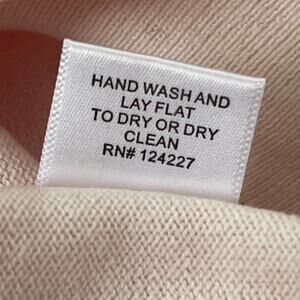 HAND WASH AND
LAY FLAT
TO DRY OR DRY
CLEAN
RN# 124227